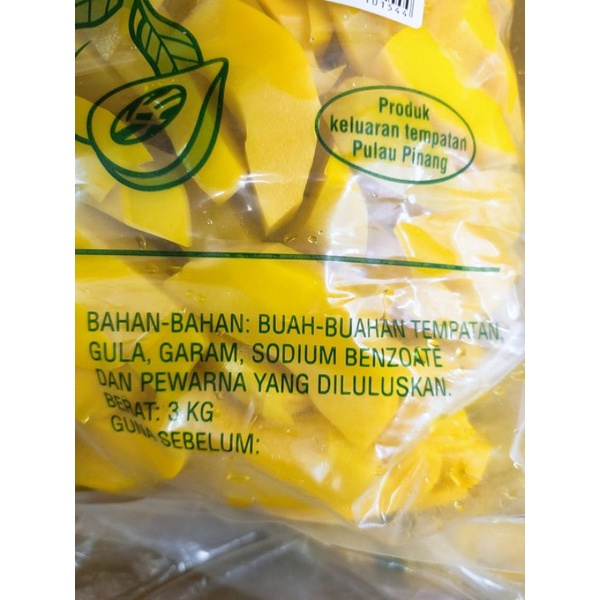 101344
Produk
keluaran tempatan
Pulau Pinang
BAHAN-BAHAN: BUAH-BUAHAN TEMPATAN,
GULA, GARAM, SODIUM BENZOATE
DAN PEWARNA YANG DILULUSKAN.
BERAT: 3 KG
GUNA SEBELUM: